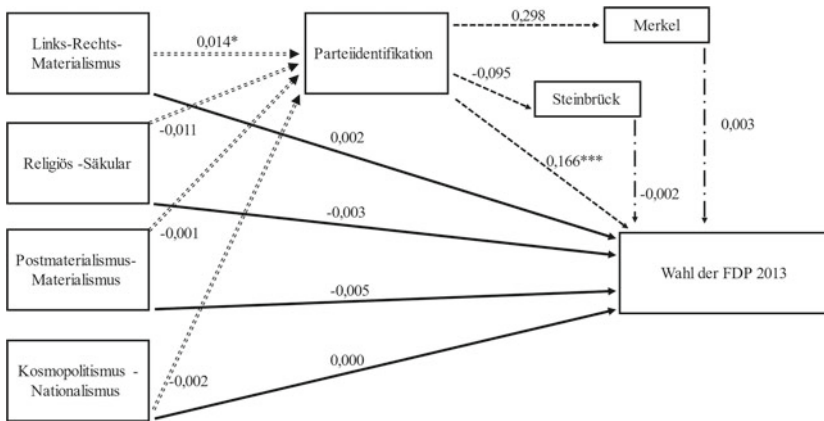 Links-Rechts-
Materialismus
0,014*
Parteiidentifikation
0,298
Merkel
-0,095
Steinbrück
-0,011
0,002
0,003
Religiös -Säkular
0,166***
-0,002
-0,003
-0,001
Postmaterialismus-
Materialismus
-0,005
Wahl der FDP 2013
Kosmopolitismus -
Nationalismus
-0,002
0,000